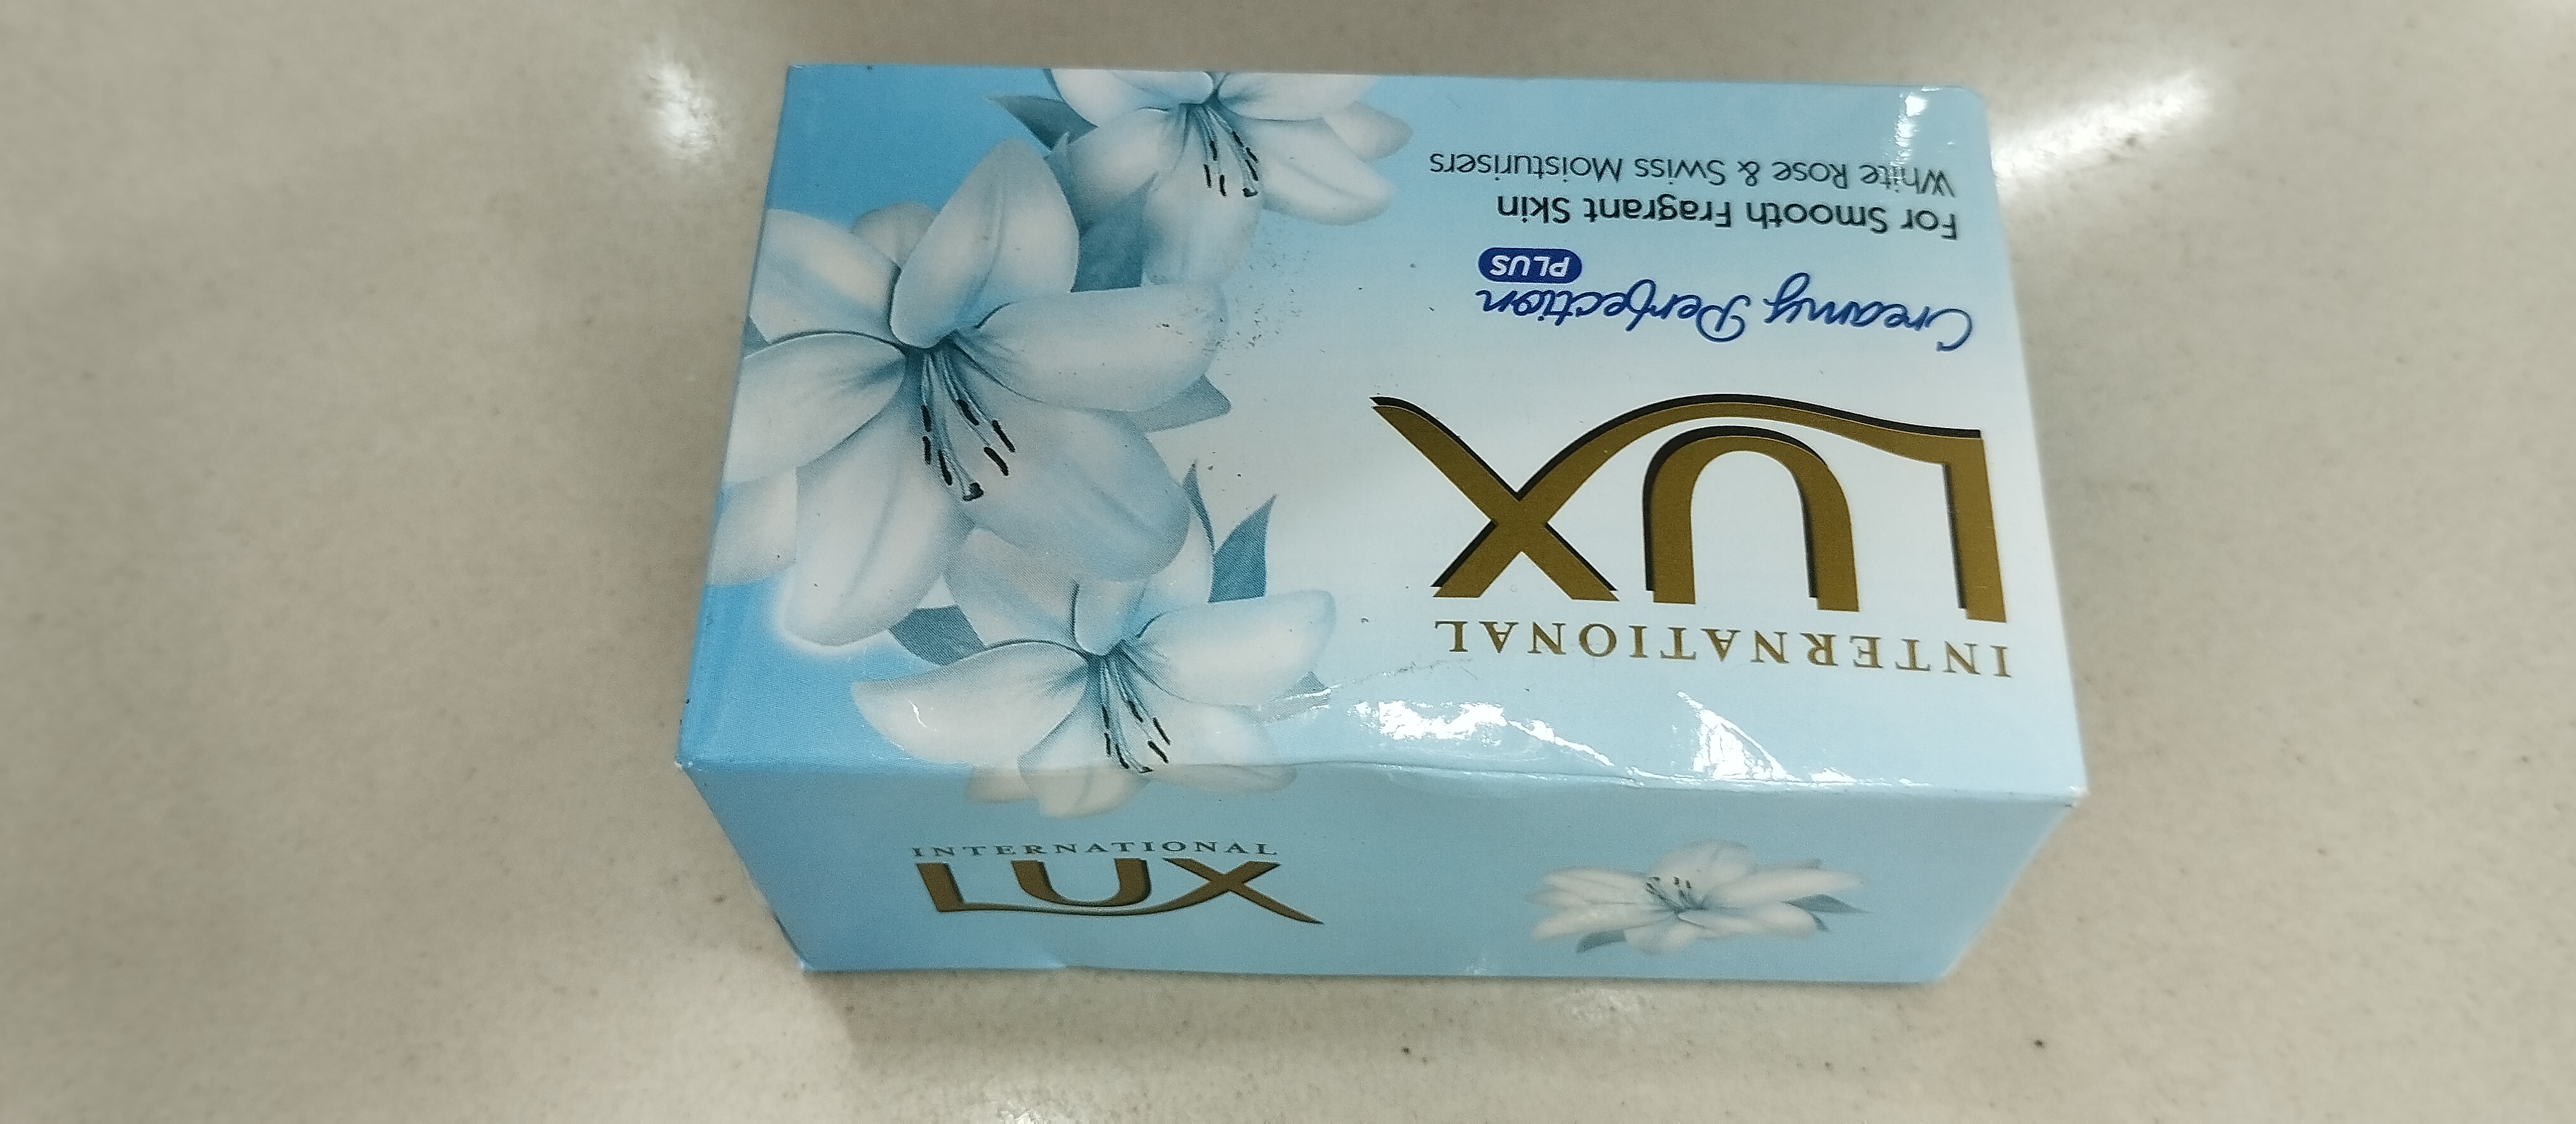 INTERNATIONAL
LUX
Creamy Perfection
PLUS
For Smooth Fragrant Skin
White Rose & Swiss Moisturisers
INTERNATIONAL
LUX